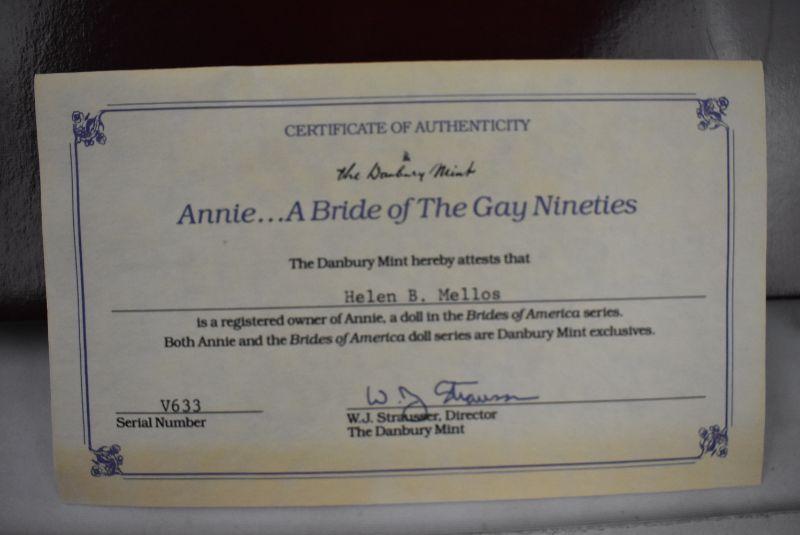 CERTIFICATE OF AUTHENTICITY
the Danbury Mint
Annie...A Bride of The Gay Nineties
The Danbury Mint hereby attests that
Helen B. Mellos
is a registered owner of Annie, a doll in the Brides of America series.
Both Annie and the Brides of America doll series are Danbury Mint exclusives.
V633
Serial Number
W. J. Strausser
W.J. Strausser, Director
The Danbury Mint